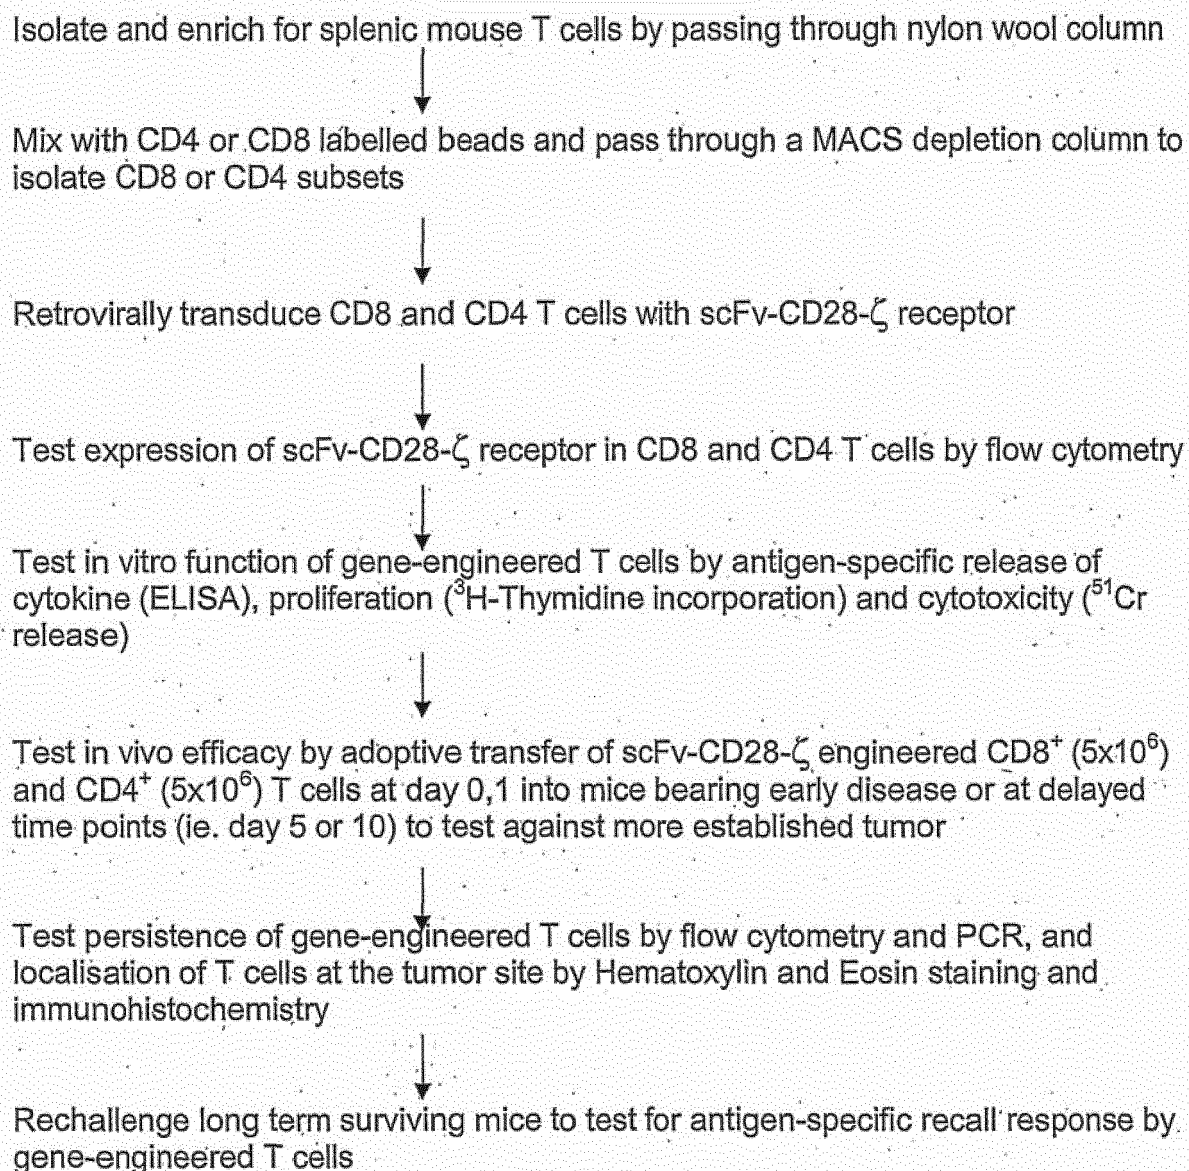 Isolate and enrich for splenic mouse T cells by passing through nylon wool column
Mix with CD4 or CD8 labelled beads and pass through a MACS depletion column to
isolate CD8 or CD4 subsets
Retrovirally transduce CD8 and CD4 T cells with scFv-CD28-ζ receptor
Test expression of scFv-CD28-ζ receptor in CD8 and CD4 T cells by flow cytometry
Test in vitro function of gene-engineered T cells by antigen-specific release of
cytokine (ELISA), proliferation (³H-Thymidine incorporation) and cytotoxicity (⁵¹Cr
release)
Test in vivo efficacy by adoptive transfer of scFv-CD28-ζ engineered CD8⁺ (5x10⁶)
and CD4⁺ (5x10⁶) T cells at day 0,1 into mice bearing early disease or at delayed
time points (ie. day 5 or 10) to test against more established tumor
Test persistence of gene-engineered T cells by flow cytometry and PCR, and
localisation of T cells at the tumor site by Hematoxylin and Eosin staining and
immunohistochemistry
Rechallenge long term surviving mice to test for antigen-specific recall response by
gene-engineered T cells